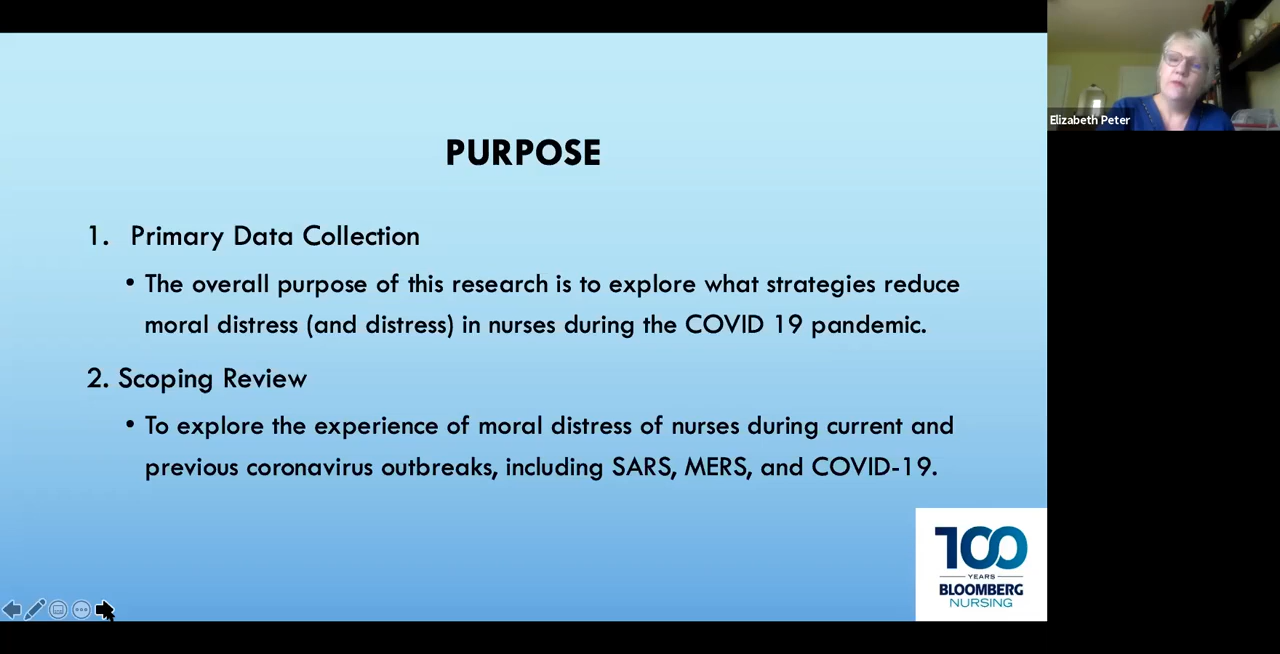 PURPOSE
1. Primary Data Collection
• The overall purpose of this research is to explore what strategies reduce
moral distress (and distress) in nurses during the COVID 19 pandemic.
2. Scoping Review
• To explore the experience of moral distress of nurses during current and
previous coronavirus outbreaks, including SARS, MERS, and COVID-19.
100
YEARS
BLOOMBERG
NURSING
Elizabeth Peter